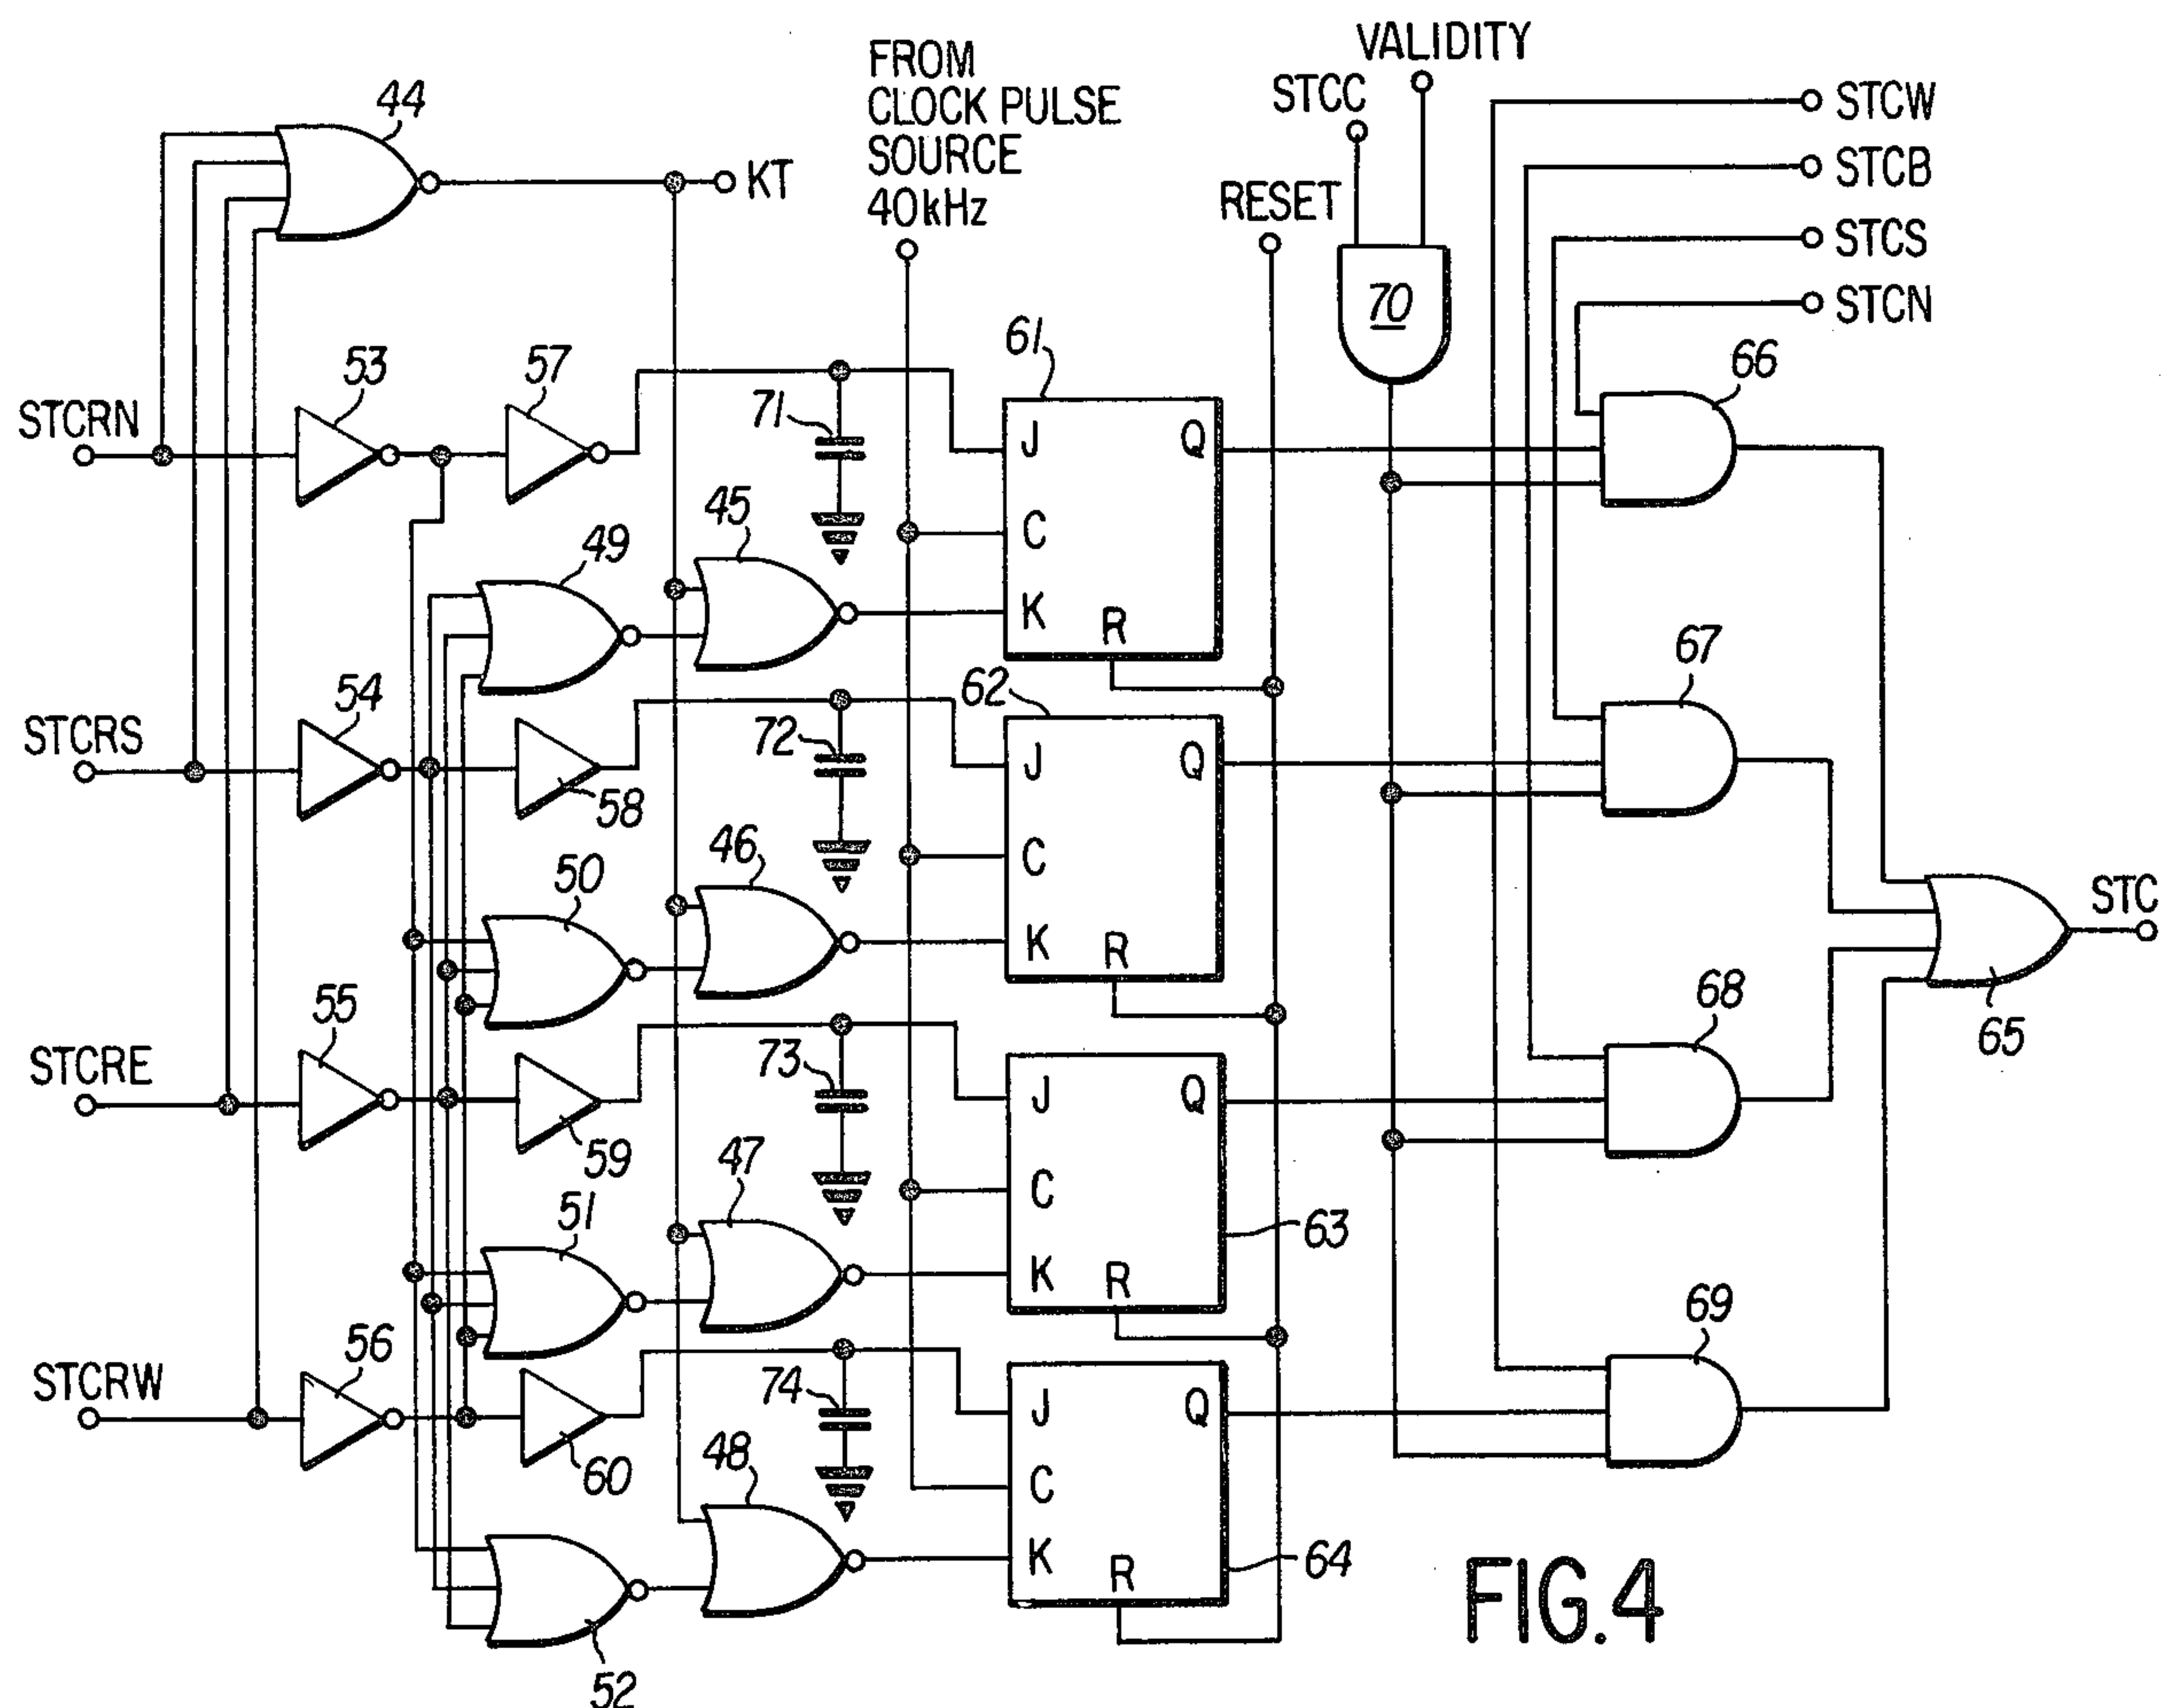 VALIDITY
FROM
CLOCK PULSE
SOURCE
40kHz
STCC
STCW
44
STCB
KT
RESET
STCS
70
STCN
61
66
53
57
STCRN
71
J
Q
45
C
49
K
R
67
54
62
STCRS
72
J
Q
58
46
C
50
STC
K
R
68
55
65
STCRE
73
J
Q
59
47
C
51
63
K
R
69
56
STCRW
74
J
Q
48
60
C
K
64
R
52
FIG.4